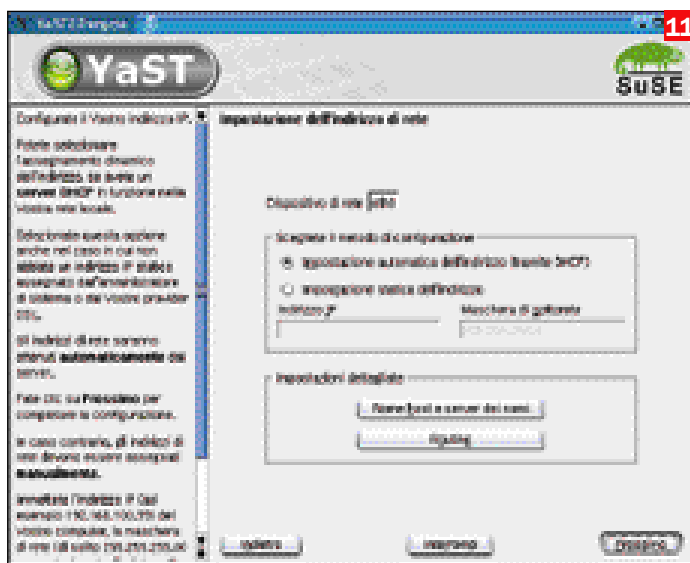 YaST2
11
YaST
SuSE
Configurate il Vostro indirizzo IP.
Potete selezionare
l'assegnamento dinamico
dell'indirizzo, se avete un
server DHCP in funzione nella
Vostra rete locale.
Selezionate questa opzione
anche nel caso in cui non
abbiate un indirizzo IP statico
assegnato dall'amministratore
di sistema o dal Vostro provider
DSL.
Gli indirizzi di rete saranno
ottenuti automaticamente dal
server.
Fate clic su Prossimo per
completare la configurazione.
In caso contrario, gli indirizzi di
rete devono essere assegnati
manualmente.
Immettete l'indirizzo IP (ad
esempio 192.168.100.99) del
Vostro computer, la maschera
di rete (di solito 255.255.255.0)
Impostazione dell'indirizzo di rete
Dispositivo di rete eth0
Scegliete il metodo di configurazione
Impostazione automatica dell'indirizzo (tramite DHCP)
Impostazione statica dell'indirizzo
Indirizzo IP
Maschera di sottorete
255.255.255.0
Impostazioni dettagliate
Nome host e server dei nomi
Routing
Indietro
Interrompi
Prossimo